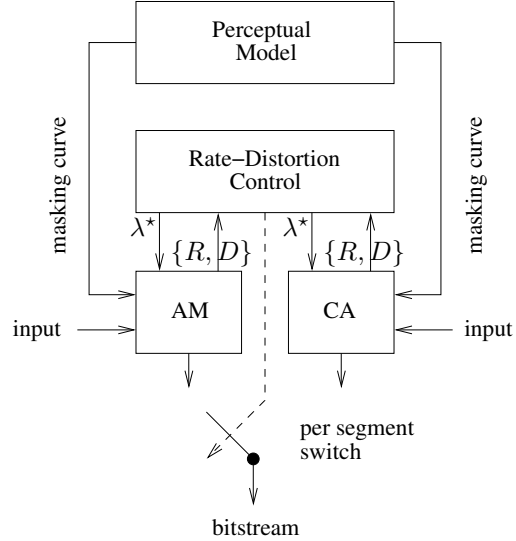 Perceptual
Model
masking curve
masking curve
Rate–Distortion
Control
λ* {R, D} λ* {R, D}
AM
CA
input
input
per segment
switch
bitstream